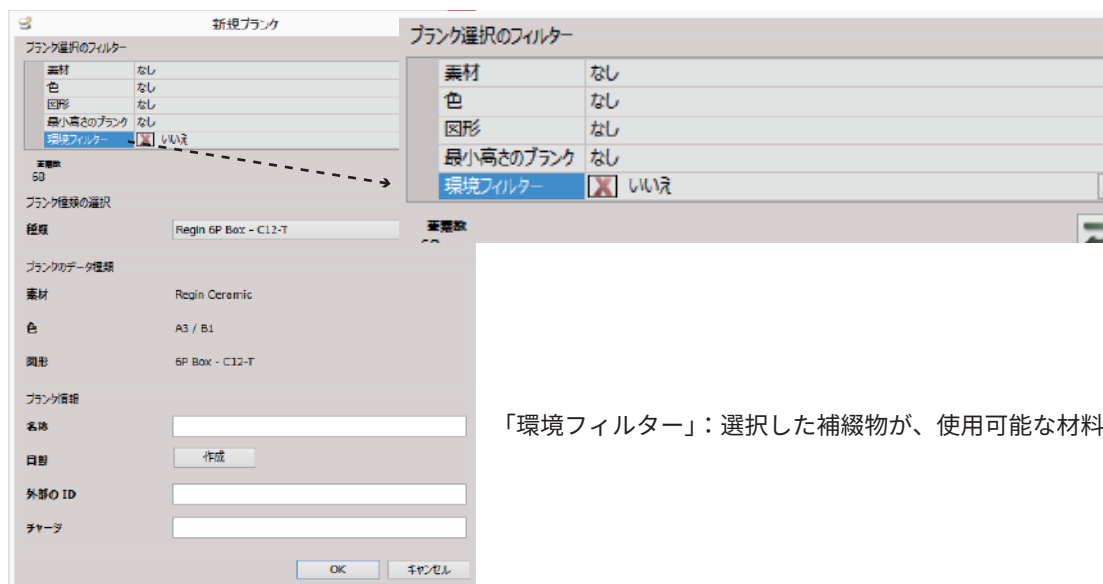 新規ブランク
ブランク選択のフィルター
素材 なし
色 なし
図形 なし
最小高さのブランク なし
環境フィルター いいえ
要素数
60
ブランク種類の選択
種類 Regin 6P Box - C12-T
ブランクのデータ種類
素材 Regin Ceramic
色 A3 / B1
図形 6P Box - C12-T
ブランク情報
名称
作成
外部の ID
チャージ
OK キャンセル
ブランク選択のフィルター
素材 なし
色 なし
図形 なし
最小高さのブランク なし
環境フィルター いいえ
要素数
「環境フィルター」：選択した補綴物が、使用可能な材料